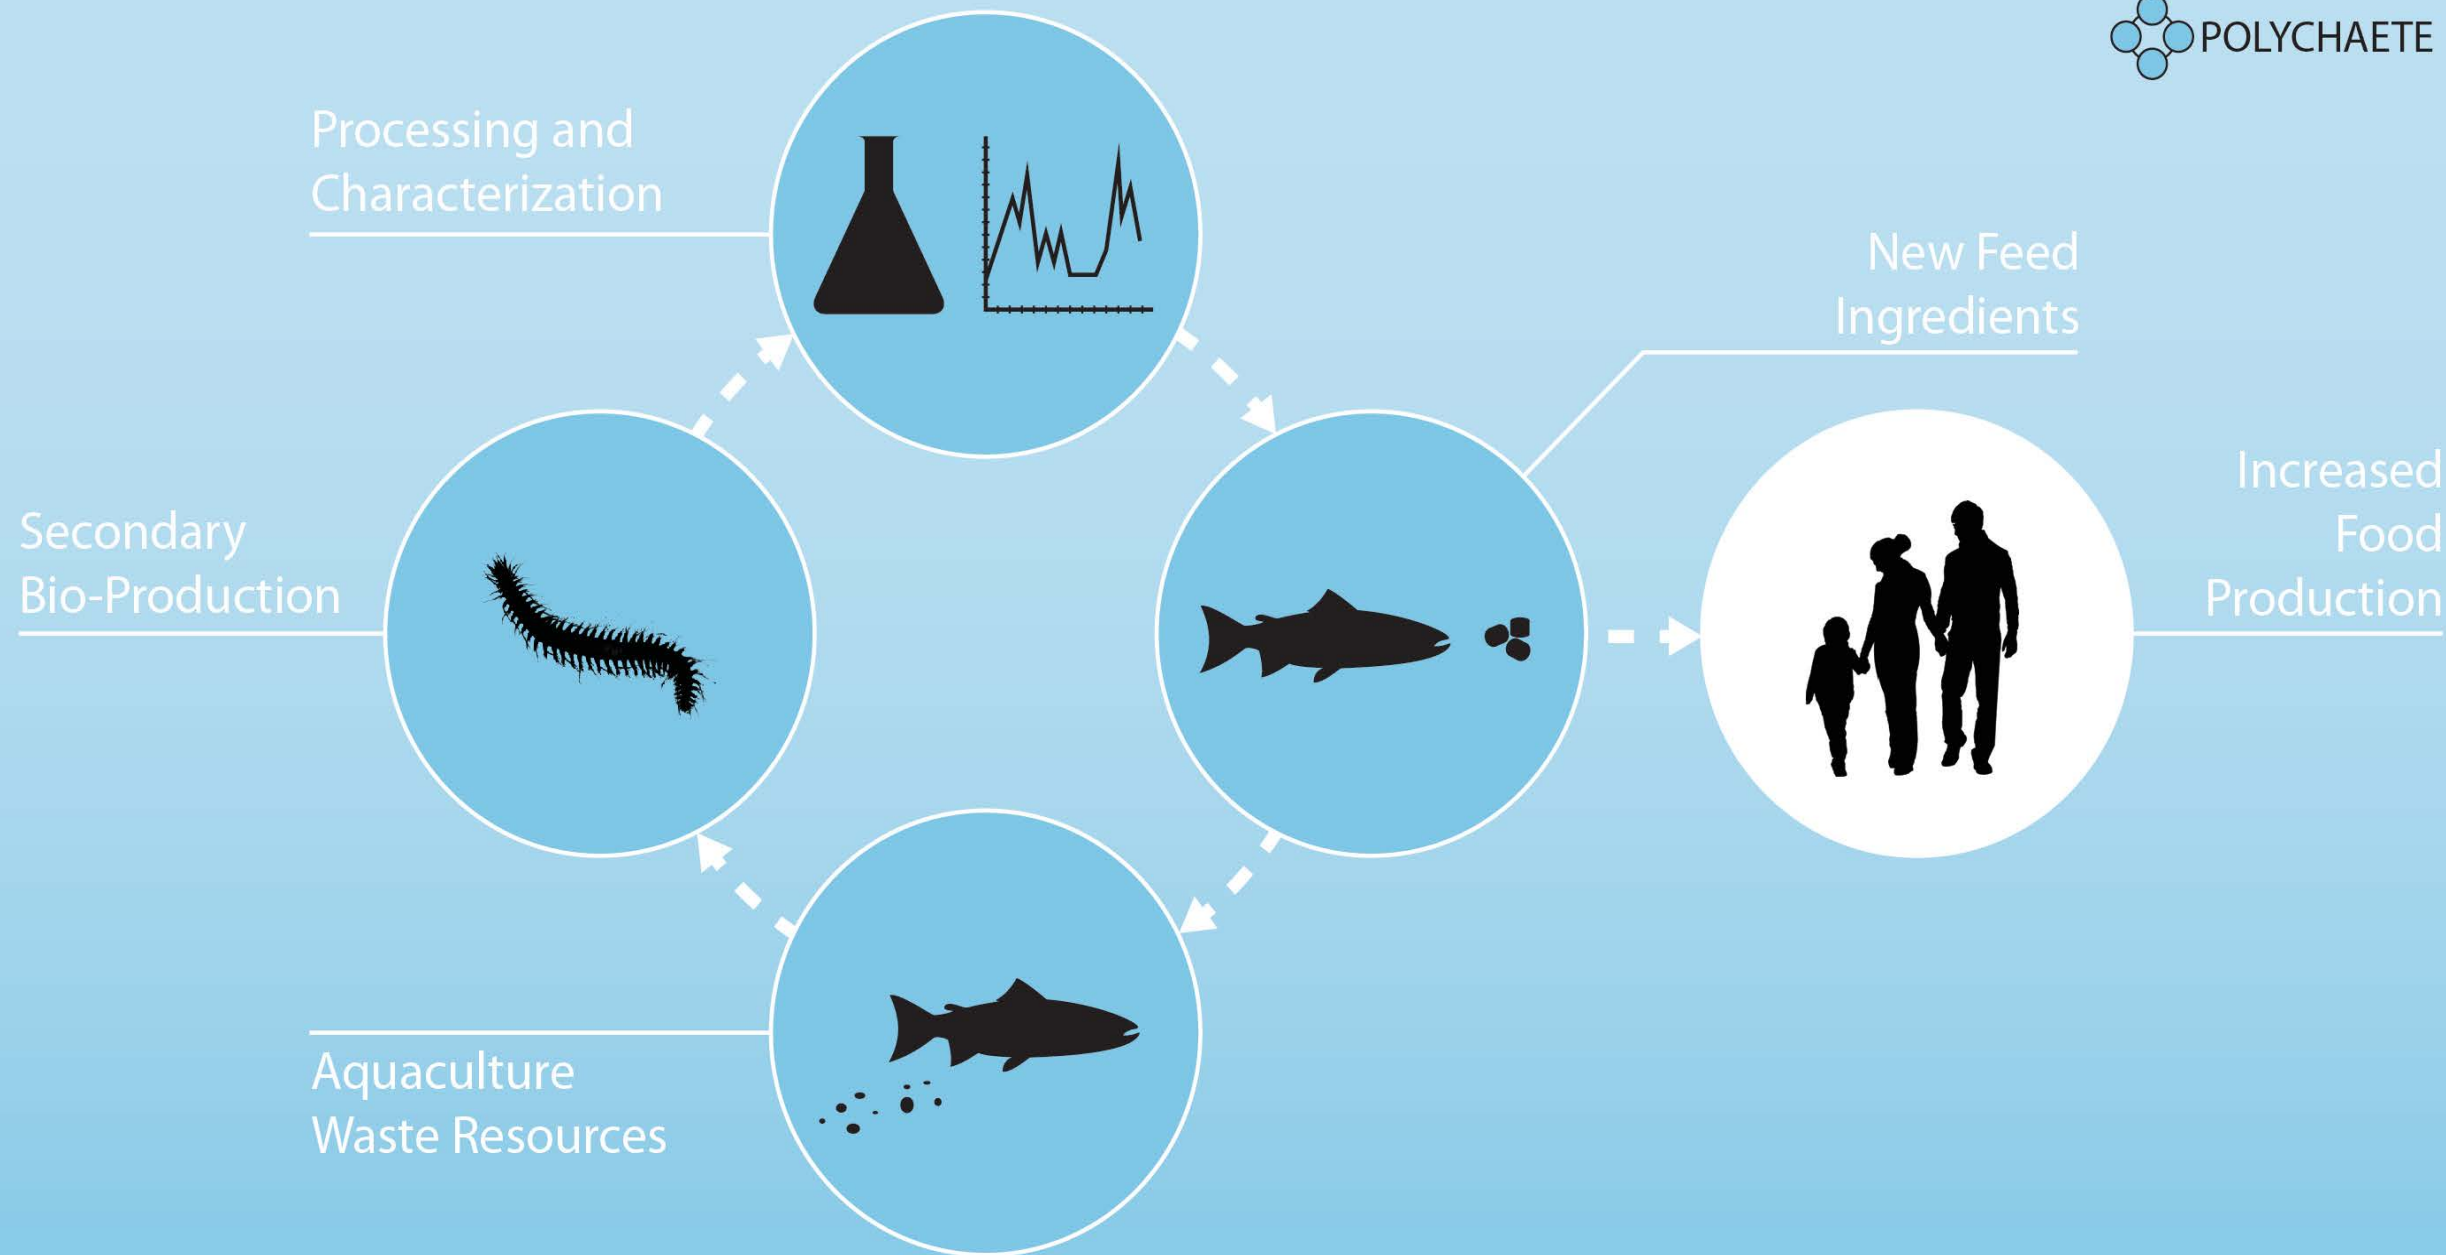 POLYCHAETE
Processing and
Characterization
New Feed
Ingredients
Increased
Food
Production
Secondary
Bio-Production
Aquaculture
Waste Resources